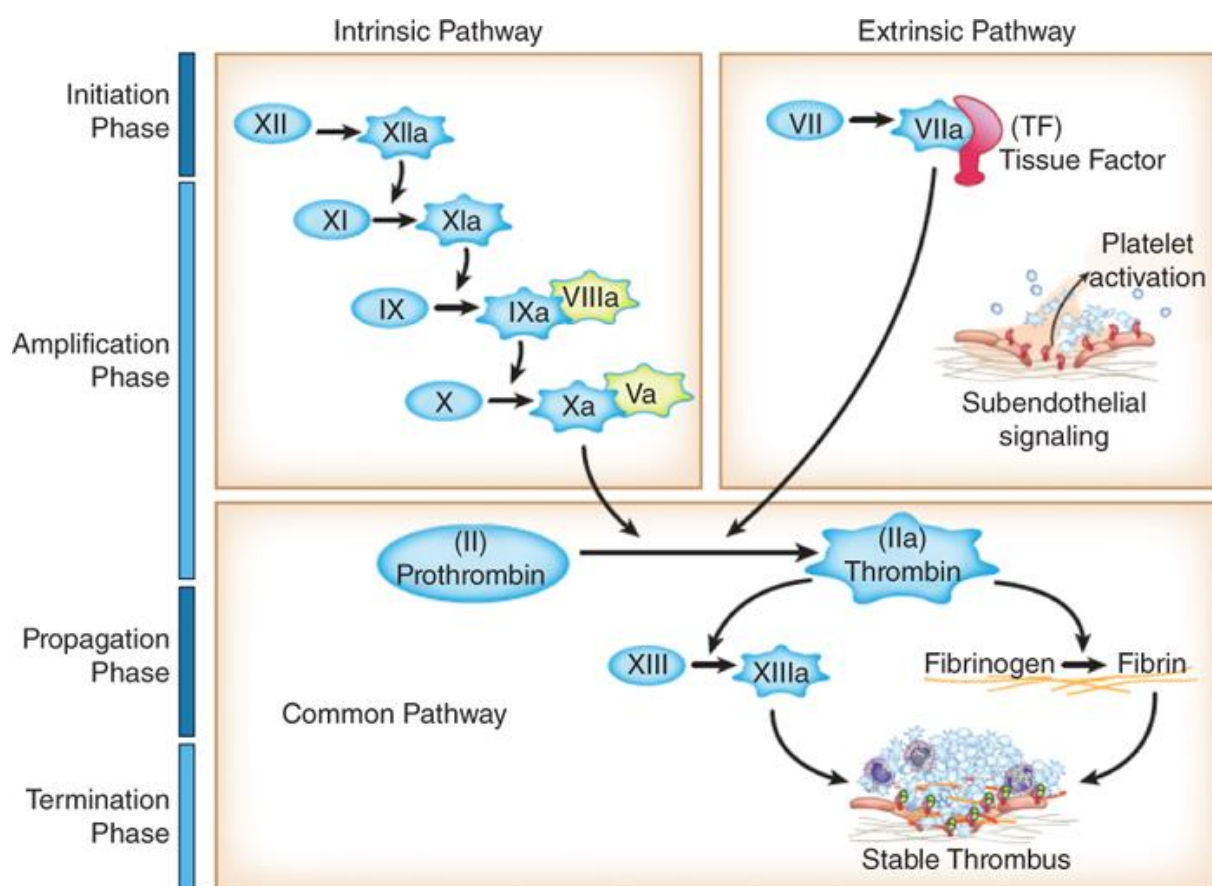 Intrinsic Pathway
Extrinsic Pathway
Initiation
Phase
XII
XIIa
VII
VIIa
(TF)
Tissue Factor
XI
XIa
Platelet
activation
IX
IXa
VIIIa
Amplification
Phase
X
Xa
Va
Subendothelial
signaling
(II)
Prothrombin
(IIa)
Thrombin
Propagation
Phase
XIII
XIIIa
Fibrinogen
Fibrin
Common Pathway
Termination
Phase
Stable Thrombus